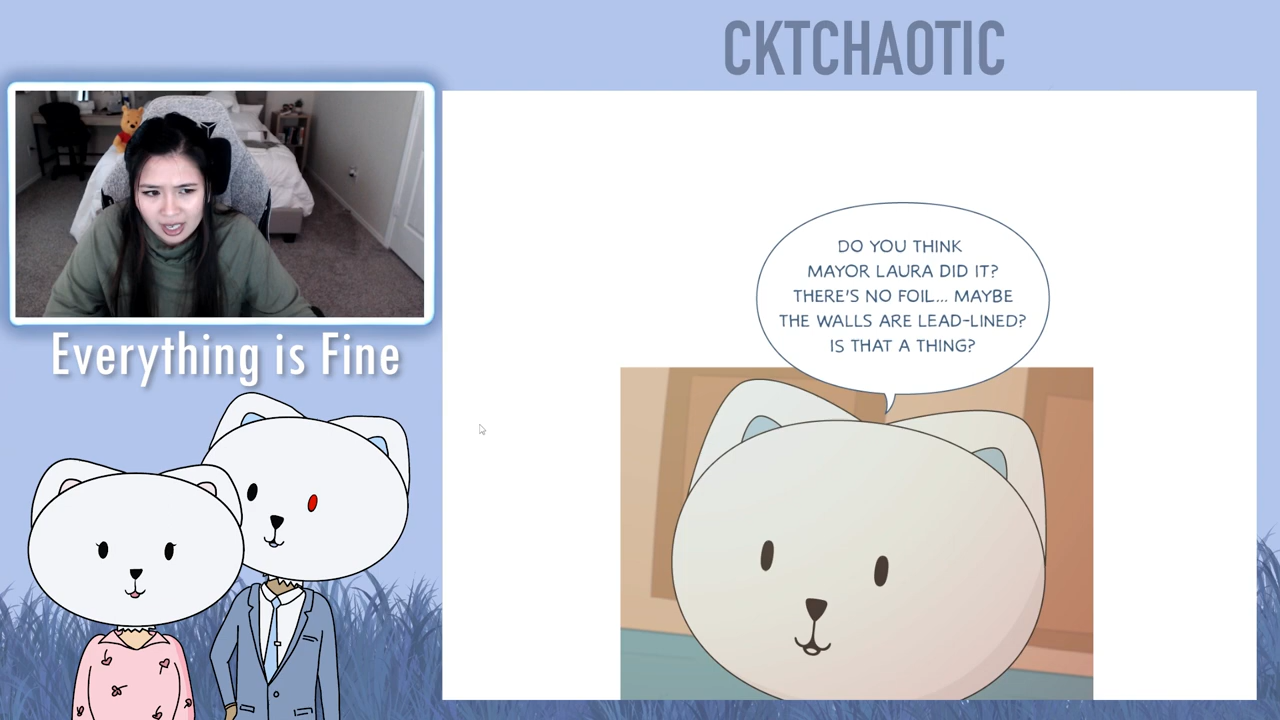 CKTCHAOTIC
Everything is Fine
DO YOU THINK
MAYOR LAURA DID IT?
THERE'S NO FOIL... MAYBE
THE WALLS ARE LEAD-LINED?
IS THAT A THING?